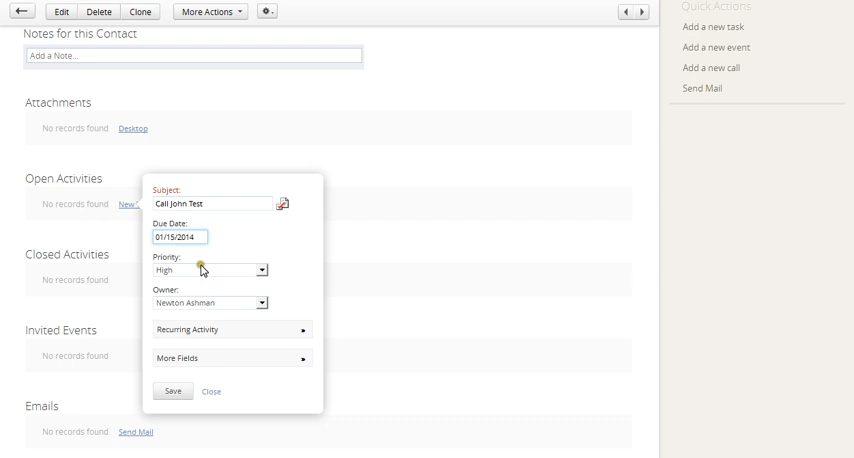 Edit Delete Clone More Actions
Quick Actions
Add a new task
Add a new event
Add a new call
Send Mail
Notes for this Contact
Add a Note...
Attachments
No records found Desktop
Open Activities
No records found New
Subject:
Call John Test
Due Date:
01/15/2014
Priority:
High
Owner:
Newton Ashman
Recurring Activity »
More Fields »
Save Close
Closed Activities
No records found
Invited Events
No records found
Emails
No records found Send Mail